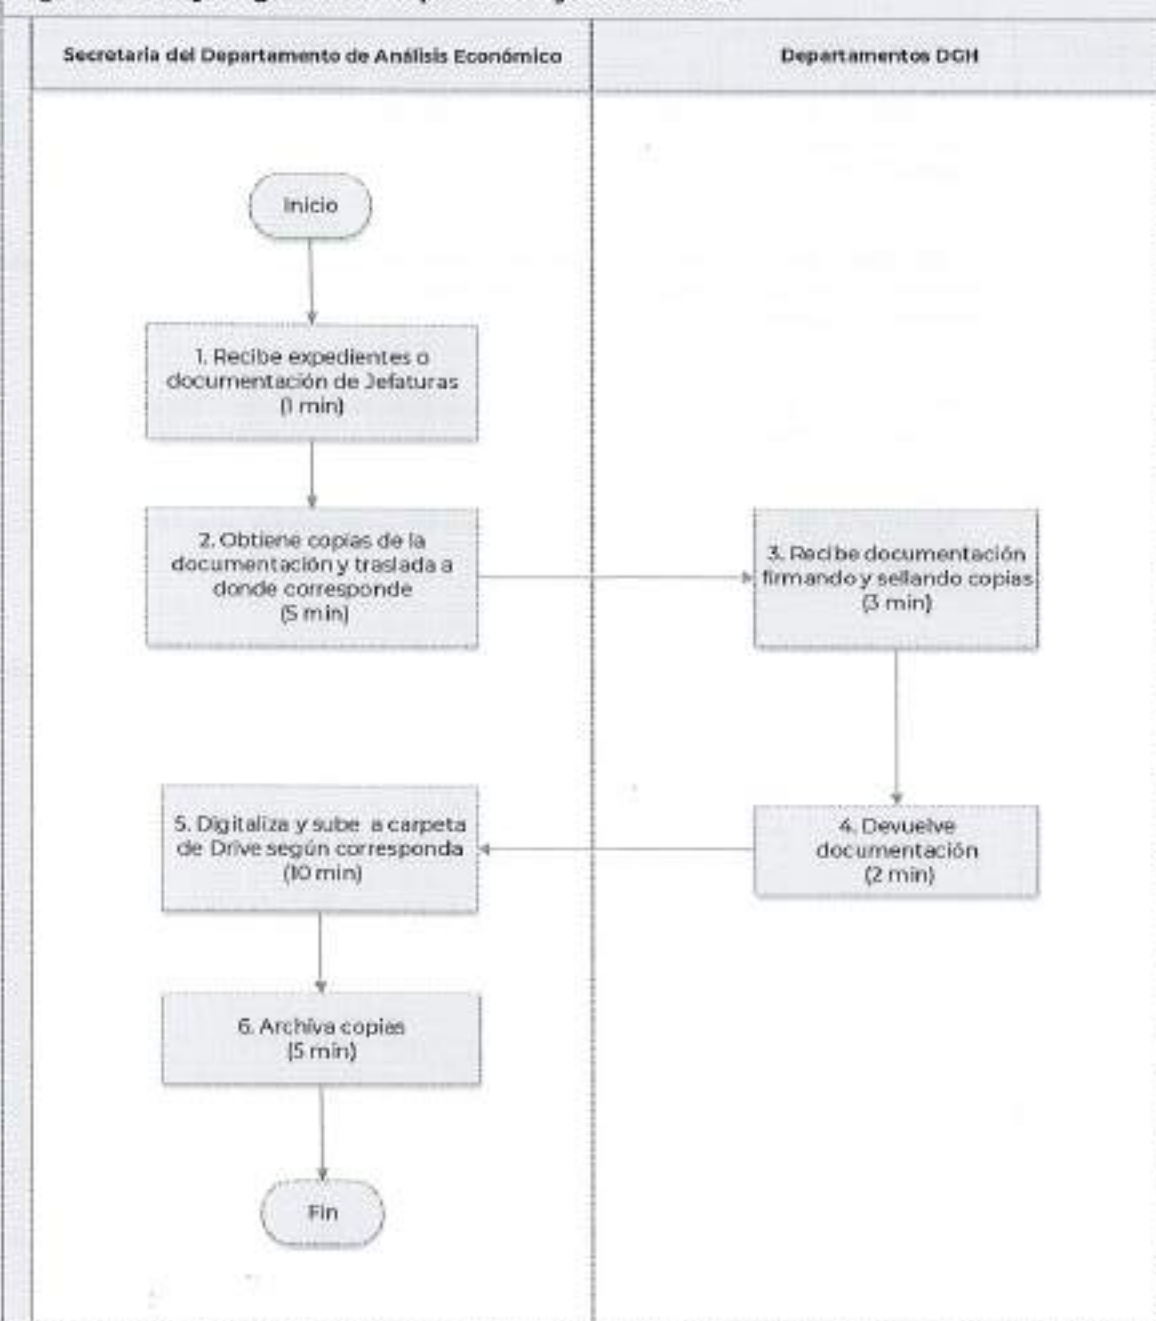 Secretaria del Departamento de Análisis Económico
Departamentos DGH
Inicio
1. Recibe expedientes o
documentación de Jefaturas
(1 min)
2. Obtiene copias de la
documentación y traslada a
donde corresponde
(5 min)
3. Recibe documentación
firmando y sellando copias
(3 min)
4. Devuelve
documentación
(2 min)
5. Digitaliza y sube a carpeta
de Drive según corresponda
(10 min)
6. Archiva copias
(5 min)
Fin